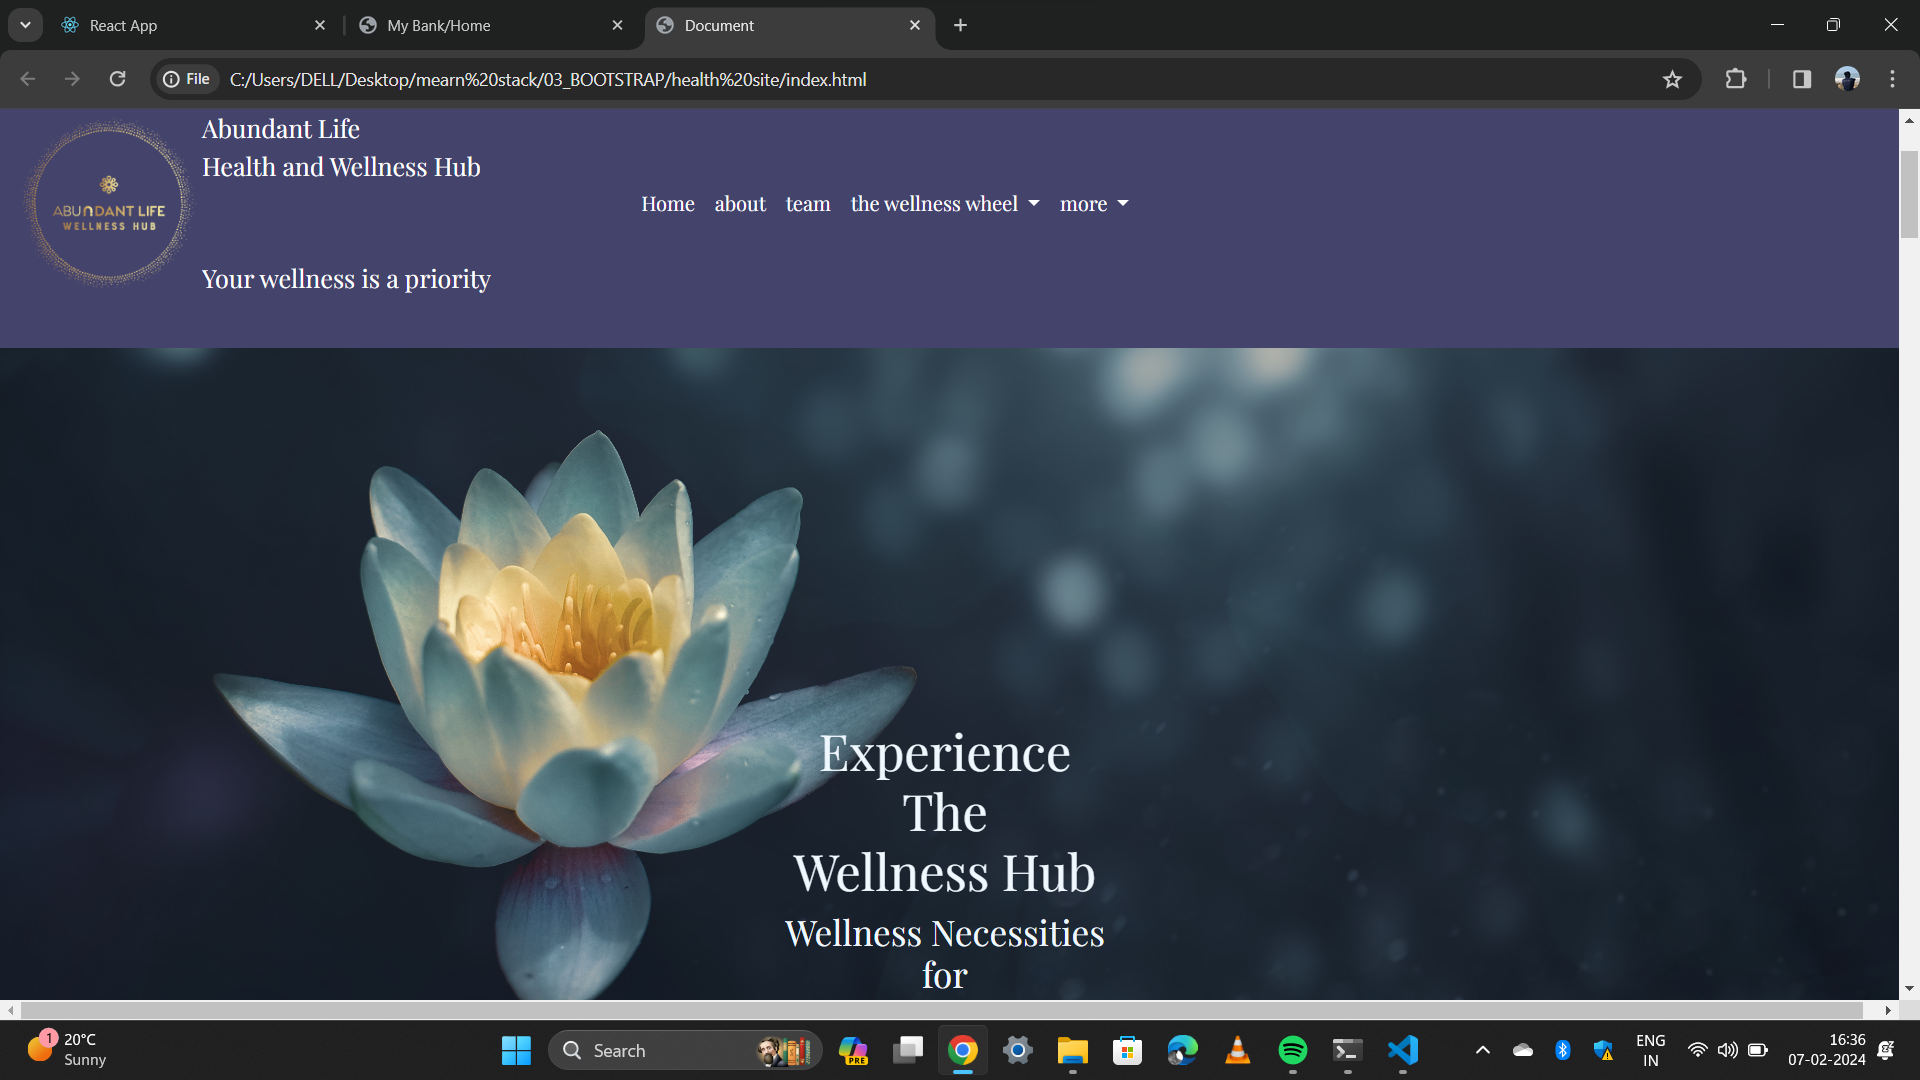 React App
My Bank/Home
Document
File
C:/Users/DELL/Desktop/mearn%20stack/03_BOOTSTRAP/health%20site/index.html
Abundant Life
Health and Wellness Hub
ABUNDANT LIFE
WELLNESS HUB
Your wellness is a priority
Home about team the wellness wheel more
Experience
The
Wellness Hub
Wellness Necessities
for
1
20°C
Sunny
Search
PRE
ENG
IN
16:36
07-02-2024